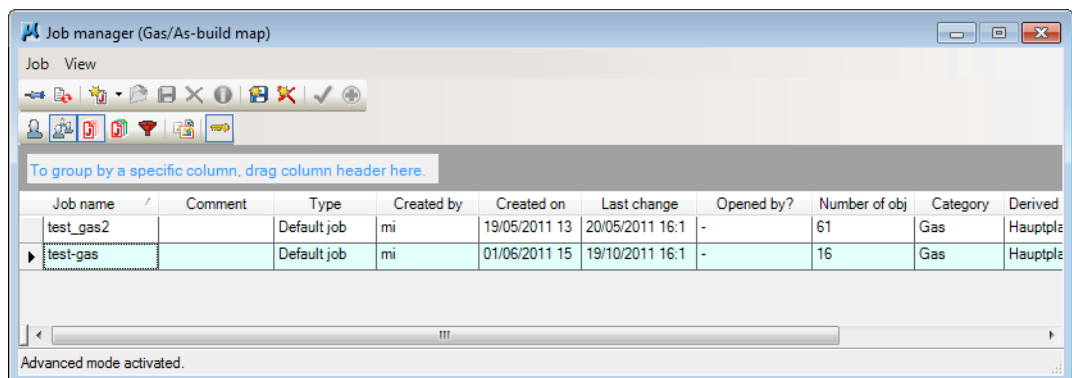 Job manager (Gas/As-build map)
Job View
To group by a specific column, drag column header here.
Job name Comment Type Created by Created on Last change Opened by? Number of obj Category Derived
test_gas2 Default job mi 19/05/2011 13 20/05/2011 16:1 - 61 Gas Hauptpla
test-gas Default job mi 01/06/2011 15 19/10/2011 16:1 - 16 Gas Hauptpla
Advanced mode activated.